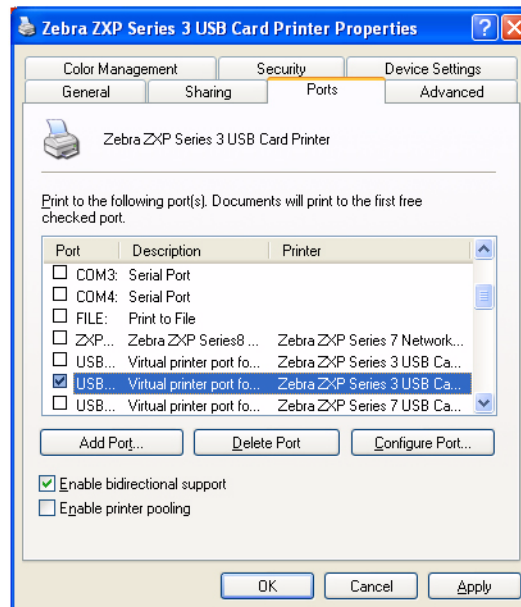 Zebra ZXP Series 3 USB Card Printer Properties
Color Management Security Device Settings
General Sharing Ports Advanced
Zebra ZXP Series 3 USB Card Printer
Print to the following port(s). Documents will print to the first free
checked port.
Port Description Printer
COM3: Serial Port
COM4: Serial Port
FILE: Print to File
ZXP... Zebra ZXP Series8 ... Zebra ZXP Series 7 Network...
USB... Virtual printer port fo... Zebra ZXP Series 3 USB Ca...
USB... Virtual printer port fo... Zebra ZXP Series 3 USB Ca...
USB... Virtual printer port fo... Zebra ZXP Series 7 USB Ca...
Add Port... Delete Port Configure Port...
Enable bidirectional support
Enable printer pooling
OK Cancel Apply